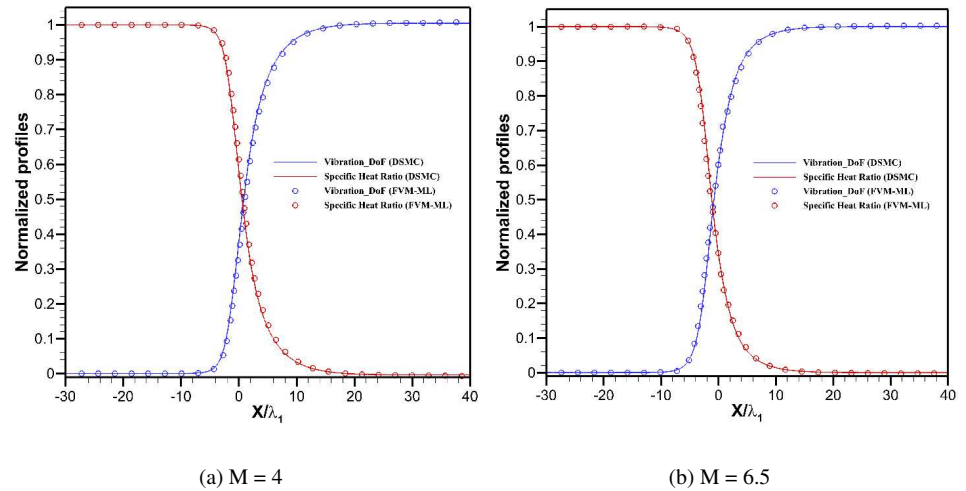 Normalized profiles
1
0.9
0.8
0.7
0.6
0.5
0.4
0.3
0.2
0.1
0
-30 -20 -10 0 10 20 30 40
X/λ₁
Vibration_DoF (DSMC)
Specific Heat Ratio (DSMC)
Vibration_DoF (FVM-ML)
Specific Heat Ratio (FVM-ML)
(a) M = 4
Normalized profiles
1
0.9
0.8
0.7
0.6
0.5
0.4
0.3
0.2
0.1
0
-30 -20 -10 0 10 20 30 40
X/λ₁
Vibration_DoF (DSMC)
Specific Heat Ratio (DSMC)
Vibration_DoF (FVM-ML)
Specific Heat Ratio (FVM-ML)
(b) M = 6.5